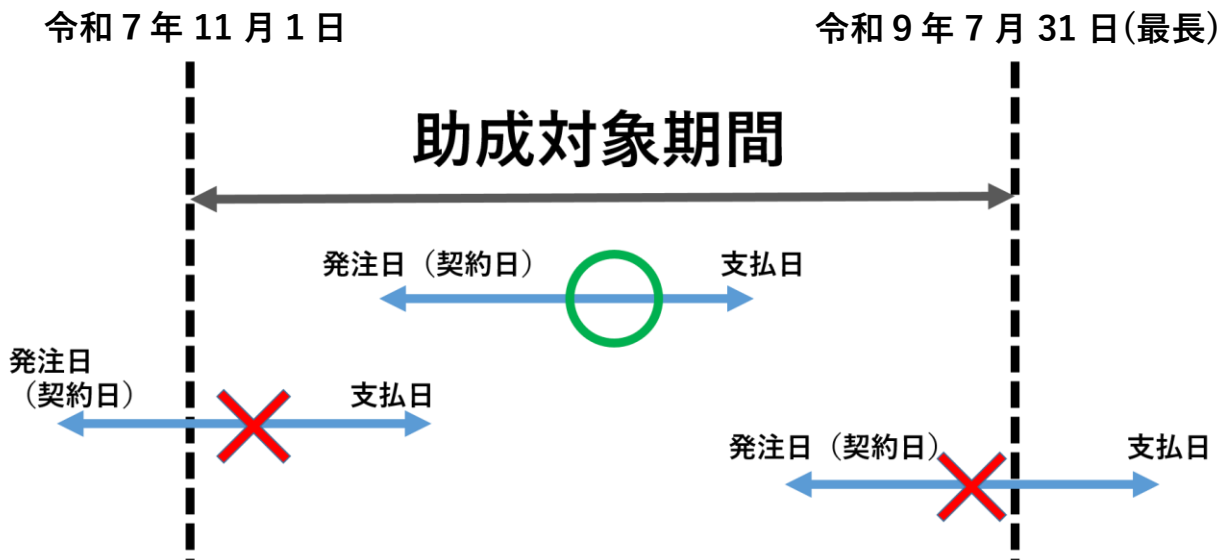 令和７年 11 月１日
令和９年 ７ 月 31 日(最長)
助成対象期間
発注日（契約日）
支払日
発注日
（契約日）
支払日
発注日（契約日）
支払日